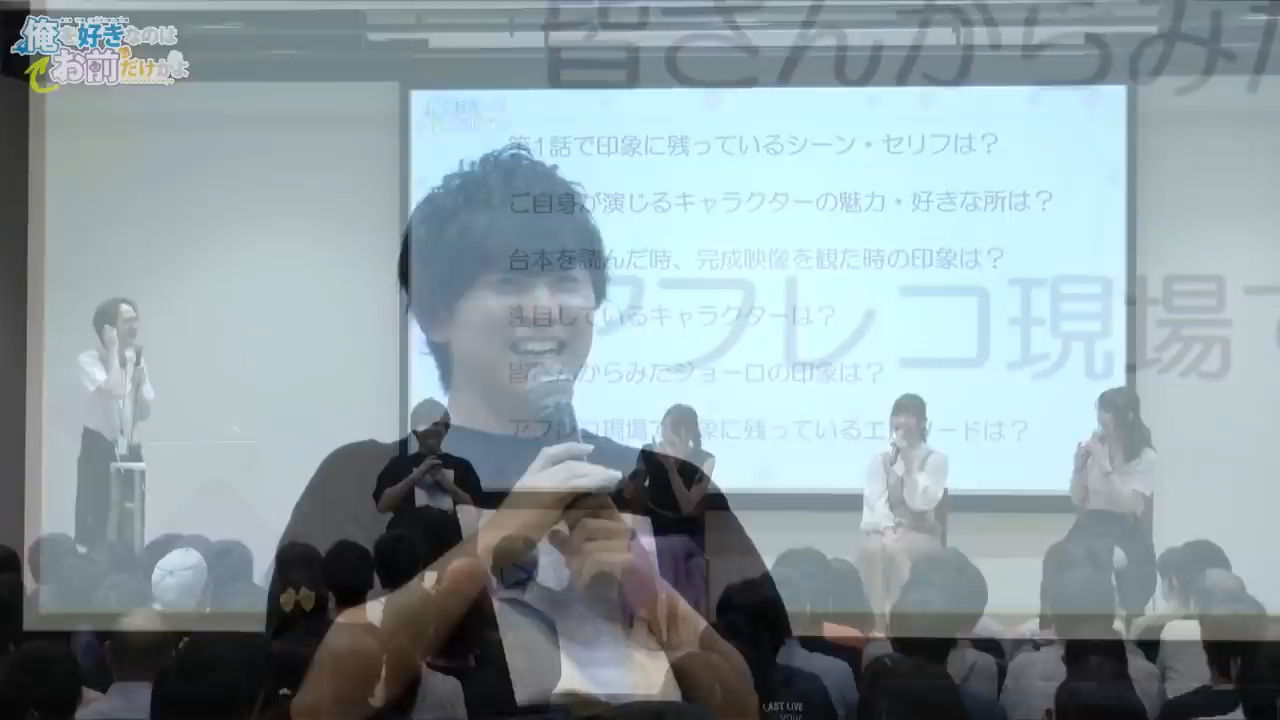 俺を好きなのは
お前だけかよ
皆さんからみた
第1話で印象に残っているシーン・セリフは？
ご自身が演じるキャラクターの魅力・好きな所は？
台本を読んだ時、完成映像を観た時の印象は？
注目しているキャラクターは？
アフレコ現場で
皆さんからみたジョーロの印象は？
アフレコ現場で印象に残っているエピソードは？
LAST LIVE